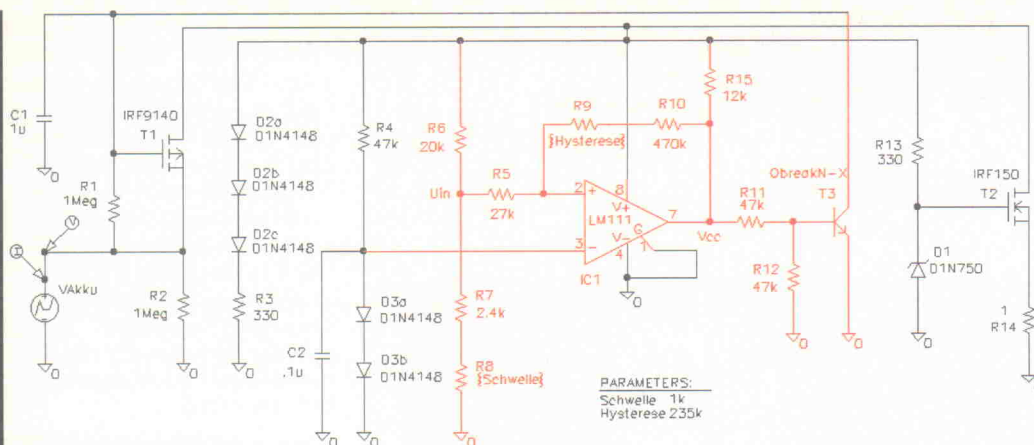 C1
1u
0
IRF9140
T1
R1
1Meg
V
I
VAkku
0
R2
1Meg
0
D2a
D1N4148
D2b
D1N4148
D2c
D1N4148
R3
330
0
R4
47k
C2
.1u
0
D3a
D1N4148
D3b
D1N4148
0
R6
20k
Uin
R5
27k
R7
2.4k
R8
{Schwelle}
0
R9
{Hysterese}
R10
470k
R15
12k
2
+
8
V+
LM111
7
G
1
3
-
V-
4
IC1
0
Vcc
R11
47k
R12
47k
0
QbreakN-X
T3
0
PARAMETERS:
Schwelle 1k
Hysterese 235k
R13
330
IRF150
T2
D1
D1N750
0
1
R14
0